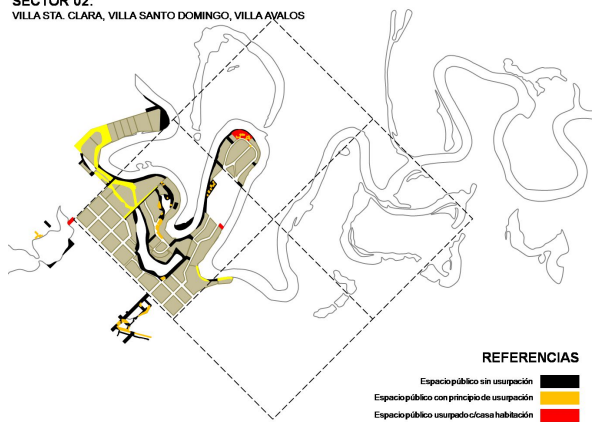 SECTOR 02:
VILLA STA. CLARA, VILLA SANTO DOMINGO, VILLA AVALOS
REFERENCIAS
Espacio público sin usurpación
Espacio público con principio de usurpación
Espacio público usurpado c/casa habitación